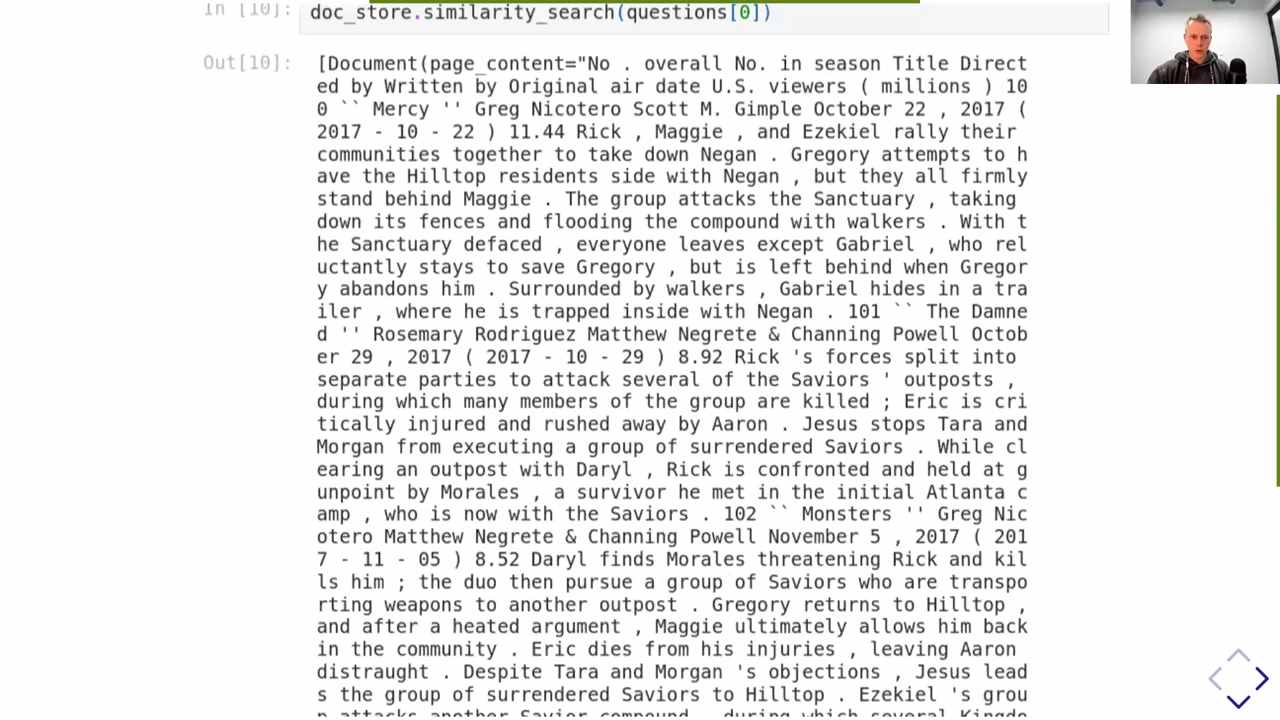 In [10]:
doc_store.similarity_search(questions[0])
Out[10]:
[Document(page_content="No . overall No. in season Title Direct
ed by Written by Original air date U.S. viewers ( millions ) 10
0 `` Mercy '' Greg Nicotero Scott M. Gimple October 22 , 2017 (
2017 - 10 - 22 ) 11.44 Rick , Maggie , and Ezekiel rally their
communities together to take down Negan . Gregory attempts to h
ave the Hilltop residents side with Negan , but they all firmly
stand behind Maggie . The group attacks the Sanctuary , taking
down its fences and flooding the compound with walkers . With t
he Sanctuary defaced , everyone leaves except Gabriel , who rel
uctantly stays to save Gregory , but is left behind when Gregor
y abandons him . Surrounded by walkers , Gabriel hides in a tra
iler , where he is trapped inside with Negan . 101 `` The Damne
d '' Rosemary Rodriguez Matthew Negrete & Channing Powell Octob
er 29 , 2017 ( 2017 - 10 - 29 ) 8.92 Rick 's forces split into
separate parties to attack several of the Saviors ' outposts ,
during which many members of the group are killed ; Eric is cri
tically injured and rushed away by Aaron . Jesus stops Tara and
Morgan from executing a group of surrendered Saviors . While cl
earing an outpost with Daryl , Rick is confronted and held at g
unpoint by Morales , a survivor he met in the initial Atlanta c
amp , who is now with the Saviors . 102 `` Monsters '' Greg Nic
otero Matthew Negrete & Channing Powell November 5 , 2017 ( 201
7 - 11 - 05 ) 8.52 Daryl finds Morales threatening Rick and kil
ls him ; the duo then pursue a group of Saviors who are transpo
rting weapons to another outpost . Gregory returns to Hilltop ,
and after a heated argument , Maggie ultimately allows him back
in the community . Eric dies from his injuries , leaving Aaron
distraught . Despite Tara and Morgan 's objections , Jesus lead
s the group of surrendered Saviors to Hilltop . Ezekiel 's grou
p attacks another Savior compound , during which several Kingdo